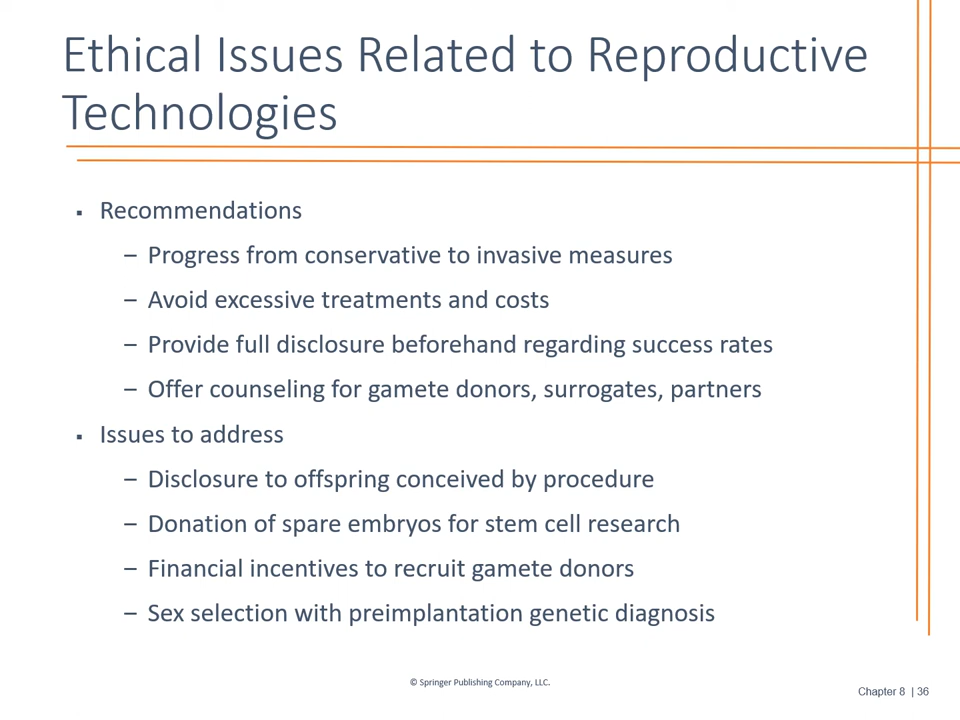 Ethical Issues Related to Reproductive
Technologies
▪ Recommendations
– Progress from conservative to invasive measures
– Avoid excessive treatments and costs
– Provide full disclosure beforehand regarding success rates
– Offer counseling for gamete donors, surrogates, partners
▪ Issues to address
– Disclosure to offspring conceived by procedure
– Donation of spare embryos for stem cell research
– Financial incentives to recruit gamete donors
– Sex selection with preimplantation genetic diagnosis
© Springer Publishing Company, LLC.
Chapter 8 | 36